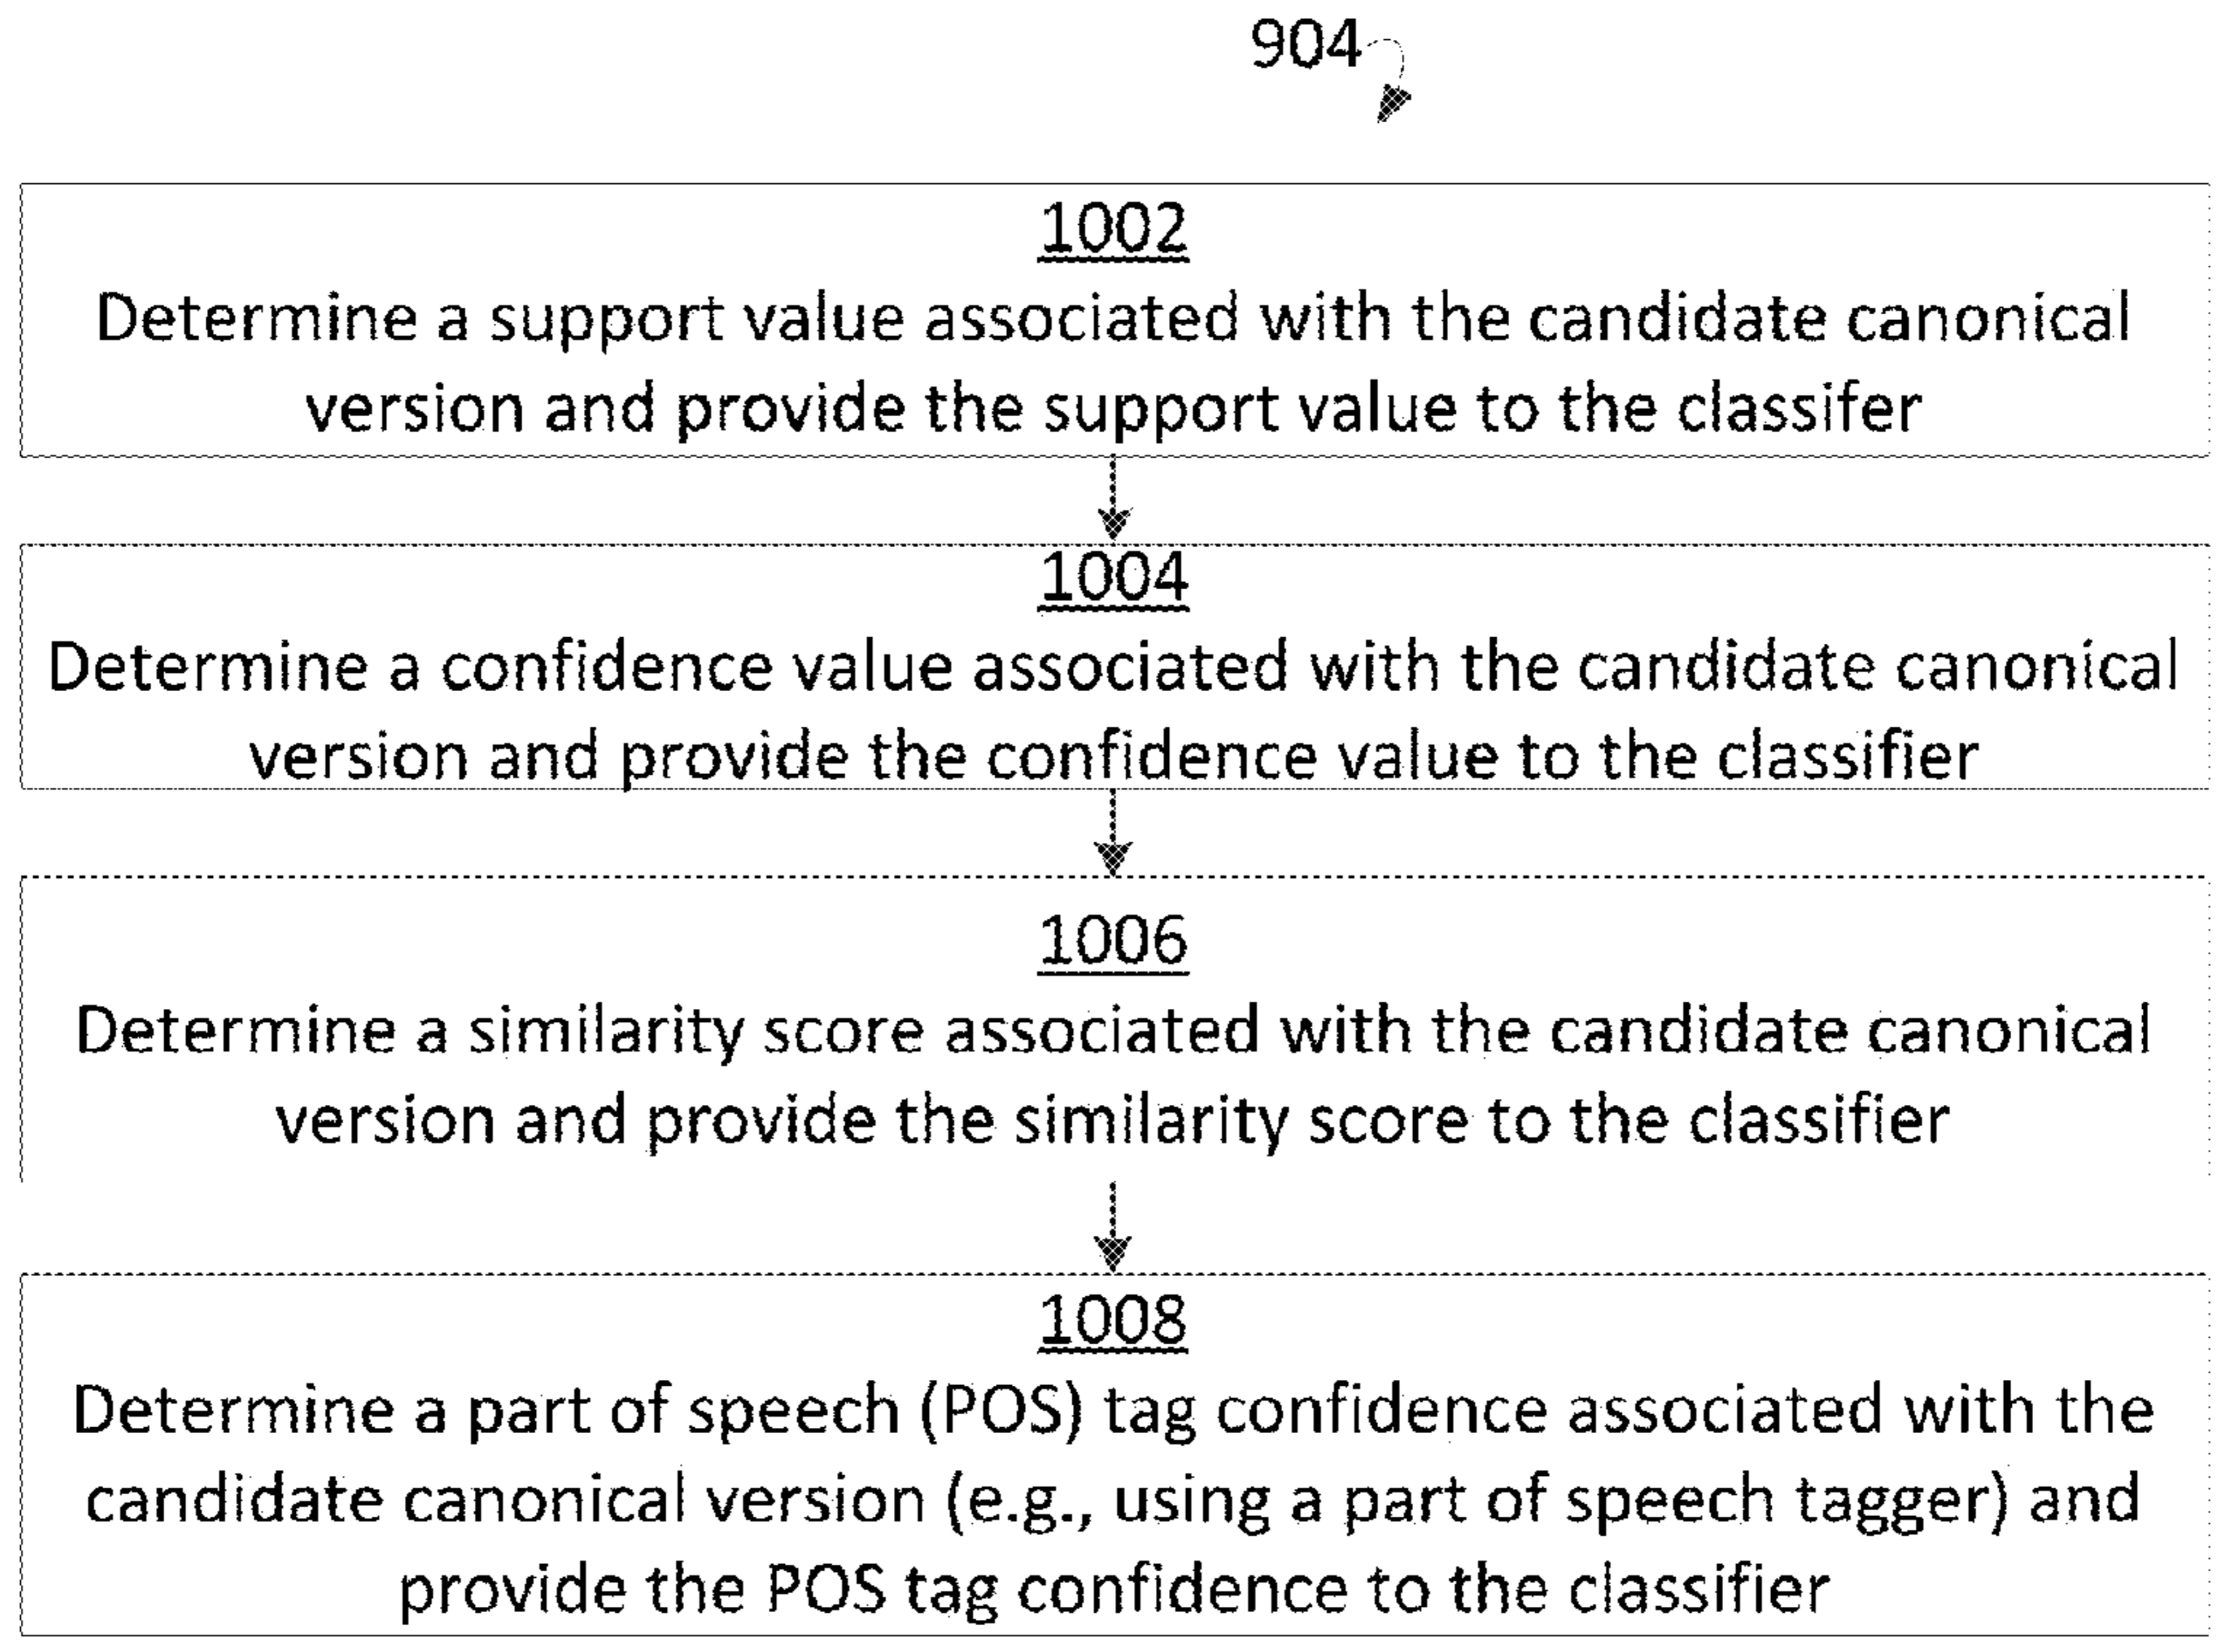 904
1002
Determine a support value associated with the candidate canonical
version and provide the support value to the classifer
1004
Determine a confidence value associated with the candidate canonical
version and provide the confidence value to the classifier
1006
Determine a similarity score associated with the candidate canonical
version and provide the similarity score to the classifier
1008
Determine a part of speech (POS) tag confidence associated with the
candidate canonical version (e.g., using a part of speech tagger) and
provide the POS tag confidence to the classifier